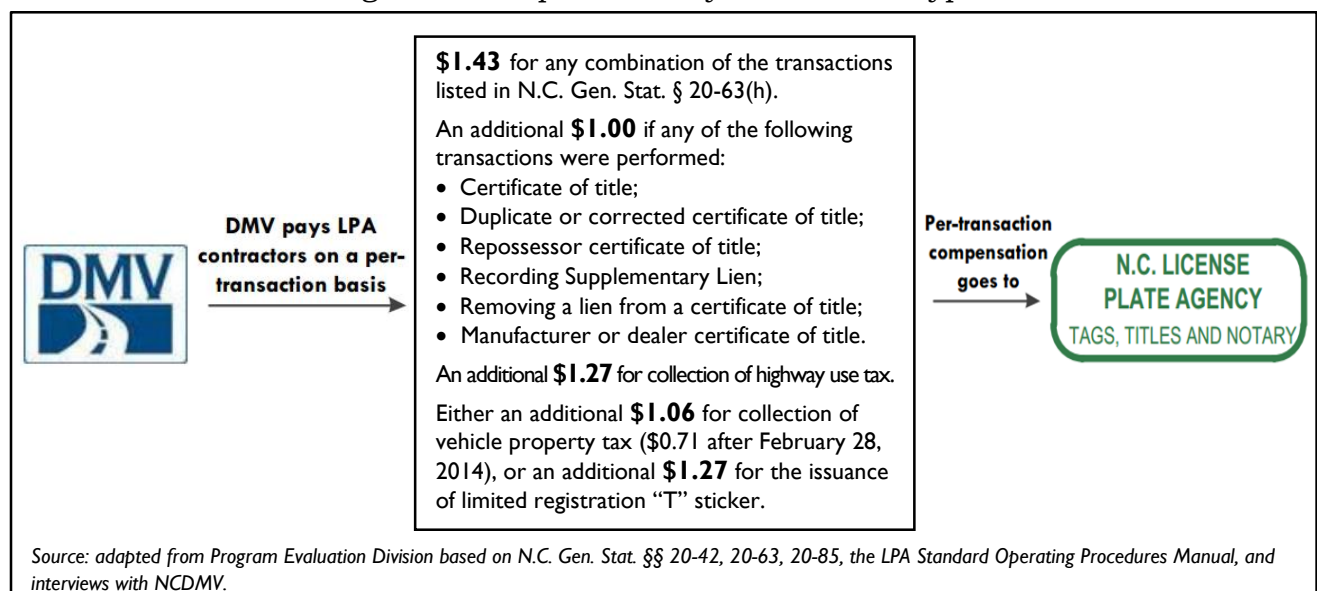 DMV
DMV pays LPA
contractors on a per-
transaction basis
$1.43 for any combination of the transactions
listed in N.C. Gen. Stat. § 20-63(h).
An additional $1.00 if any of the following
transactions were performed:
• Certificate of title;
• Duplicate or corrected certificate of title;
• Repossessor certificate of title;
• Recording Supplementary Lien;
• Removing a lien from a certificate of title;
• Manufacturer or dealer certificate of title.
An additional $1.27 for collection of highway use tax.
Either an additional $1.06 for collection of
vehicle property tax ($0.71 after February 28,
2014), or an additional $1.27 for the issuance
of limited registration “T” sticker.
Per-transaction
compensation
goes to
N.C. LICENSE
PLATE AGENCY
TAGS, TITLES AND NOTARY
Source: adapted from Program Evaluation Division based on N.C. Gen. Stat. §§ 20-42, 20-63, 20-85, the LPA Standard Operating Procedures Manual, and
interviews with NCDMV.